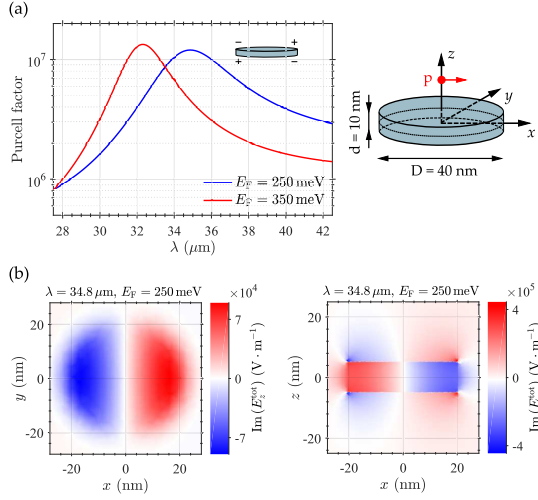 (a)
10^7
10^6
Purcell factor
28 30 32 34 36 38 40 42
λ (μm)
− +
+ −
E_F = 250 meV
E_F = 350 meV
z
p
y
x
d = 10 nm
D = 40 nm
(b)
λ = 34.8 μm, E_F = 250 meV
×10^4
20
0
-20
y (nm)
-20 0 20
x (nm)
7
0
-7
Im (E_z^tot) (V · m^−1)
λ = 34.8 μm, E_F = 250 meV
×10^5
20
0
-20
z (nm)
-20 0 20
x (nm)
4
2
0
-2
-4
Im (E_z^tot) (V · m^−1)